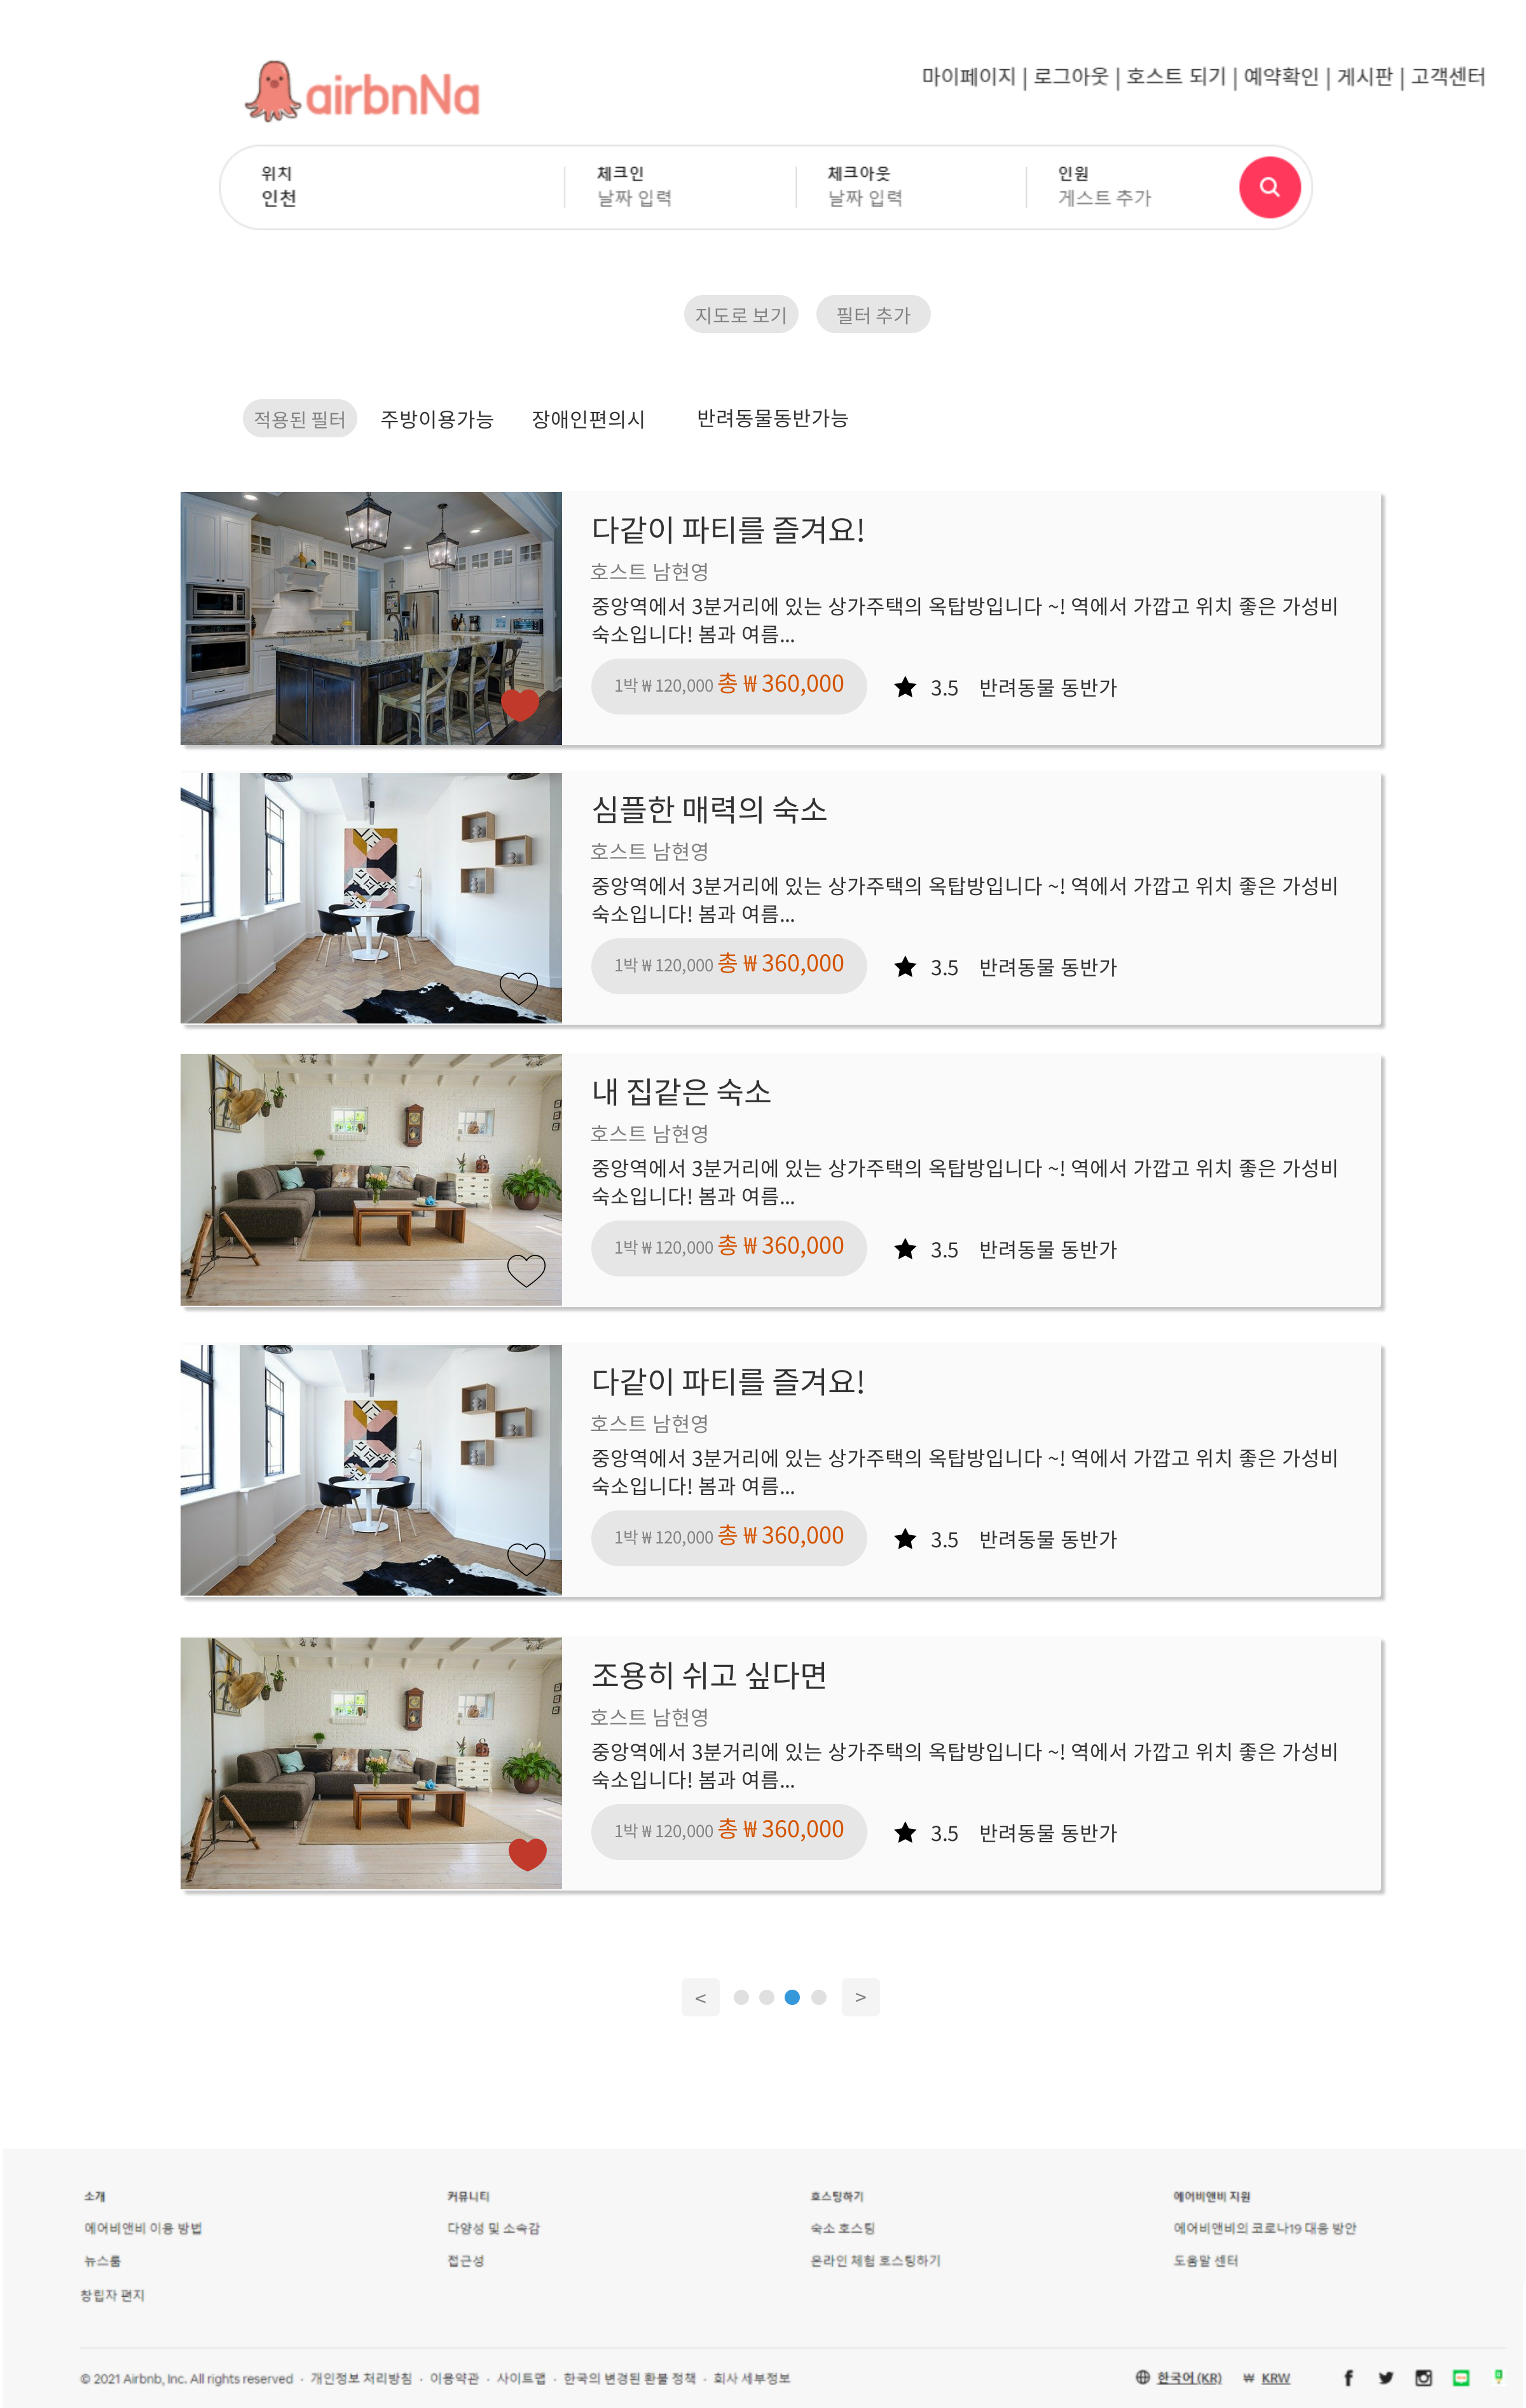 airbnNa
마이페이지 | 로그아웃 | 호스트 되기 | 예약확인 | 게시판 | 고객센터
위치 체크인 체크아웃 인원
인천 날짜 입력 날짜 입력 게스트 추가
지도로 보기 필터 추가
적용된 필터 주방이용가능 장애인편의시 반려동물동반가능
다같이 파티를 즐겨요!
호스트 남현영
중앙역에서 3분거리에 있는 상가주택의 옥탑방입니다 ~! 역에서 가깝고 위치 좋은 가성비
숙소입니다! 봄과 여름...
1박 ₩ 120,000 총 ₩ 360,000 ★ 3.5 반려동물 동반가
심플한 매력의 숙소
호스트 남현영
중앙역에서 3분거리에 있는 상가주택의 옥탑방입니다 ~! 역에서 가깝고 위치 좋은 가성비
숙소입니다! 봄과 여름...
1박 ₩ 120,000 총 ₩ 360,000 ★ 3.5 반려동물 동반가
내 집같은 숙소
호스트 남현영
중앙역에서 3분거리에 있는 상가주택의 옥탑방입니다 ~! 역에서 가깝고 위치 좋은 가성비
숙소입니다! 봄과 여름...
1박 ₩ 120,000 총 ₩ 360,000 ★ 3.5 반려동물 동반가
다같이 파티를 즐겨요!
호스트 남현영
중앙역에서 3분거리에 있는 상가주택의 옥탑방입니다 ~! 역에서 가깝고 위치 좋은 가성비
숙소입니다! 봄과 여름...
1박 ₩ 120,000 총 ₩ 360,000 ★ 3.5 반려동물 동반가
조용히 쉬고 싶다면
호스트 남현영
중앙역에서 3분거리에 있는 상가주택의 옥탑방입니다 ~! 역에서 가깝고 위치 좋은 가성비
숙소입니다! 봄과 여름...
1박 ₩ 120,000 총 ₩ 360,000 ★ 3.5 반려동물 동반가
< >
소개 커뮤니티 호스팅하기 에어비앤비 지원
에어비앤비 이용 방법 다양성 및 소속감 숙소 호스팅 에어비앤비의 코로나19 대응 방안
뉴스룸 접근성 온라인 체험 호스팅하기 도움말 센터
창립자 편지
© 2021 Airbnb, Inc. All rights reserved · 개인정보 처리방침 · 이용약관 · 사이트맵 · 한국의 변경된 환불 정책 · 회사 세부정보 한국어 (KR) ₩ KRW